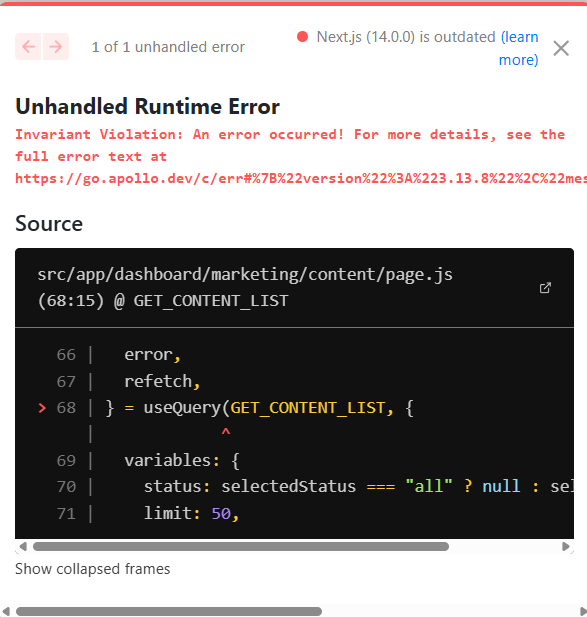 1 of 1 unhandled error
Next.js (14.0.0) is outdated (learn
more)
Unhandled Runtime Error
Invariant Violation: An error occurred! For more details, see the
full error text at
https://go.apollo.dev/c/err#%7B%22version%22%3A%223.13.8%22%2C%22mes
Source
src/app/dashboard/marketing/content/page.js
(68:15) @ GET_CONTENT_LIST
66 | error,
67 | refetch,
> 68 | } = useQuery(GET_CONTENT_LIST, {
| ^
69 | variables: {
70 | status: selectedStatus === "all" ? null : sel
71 | limit: 50,
Show collapsed frames